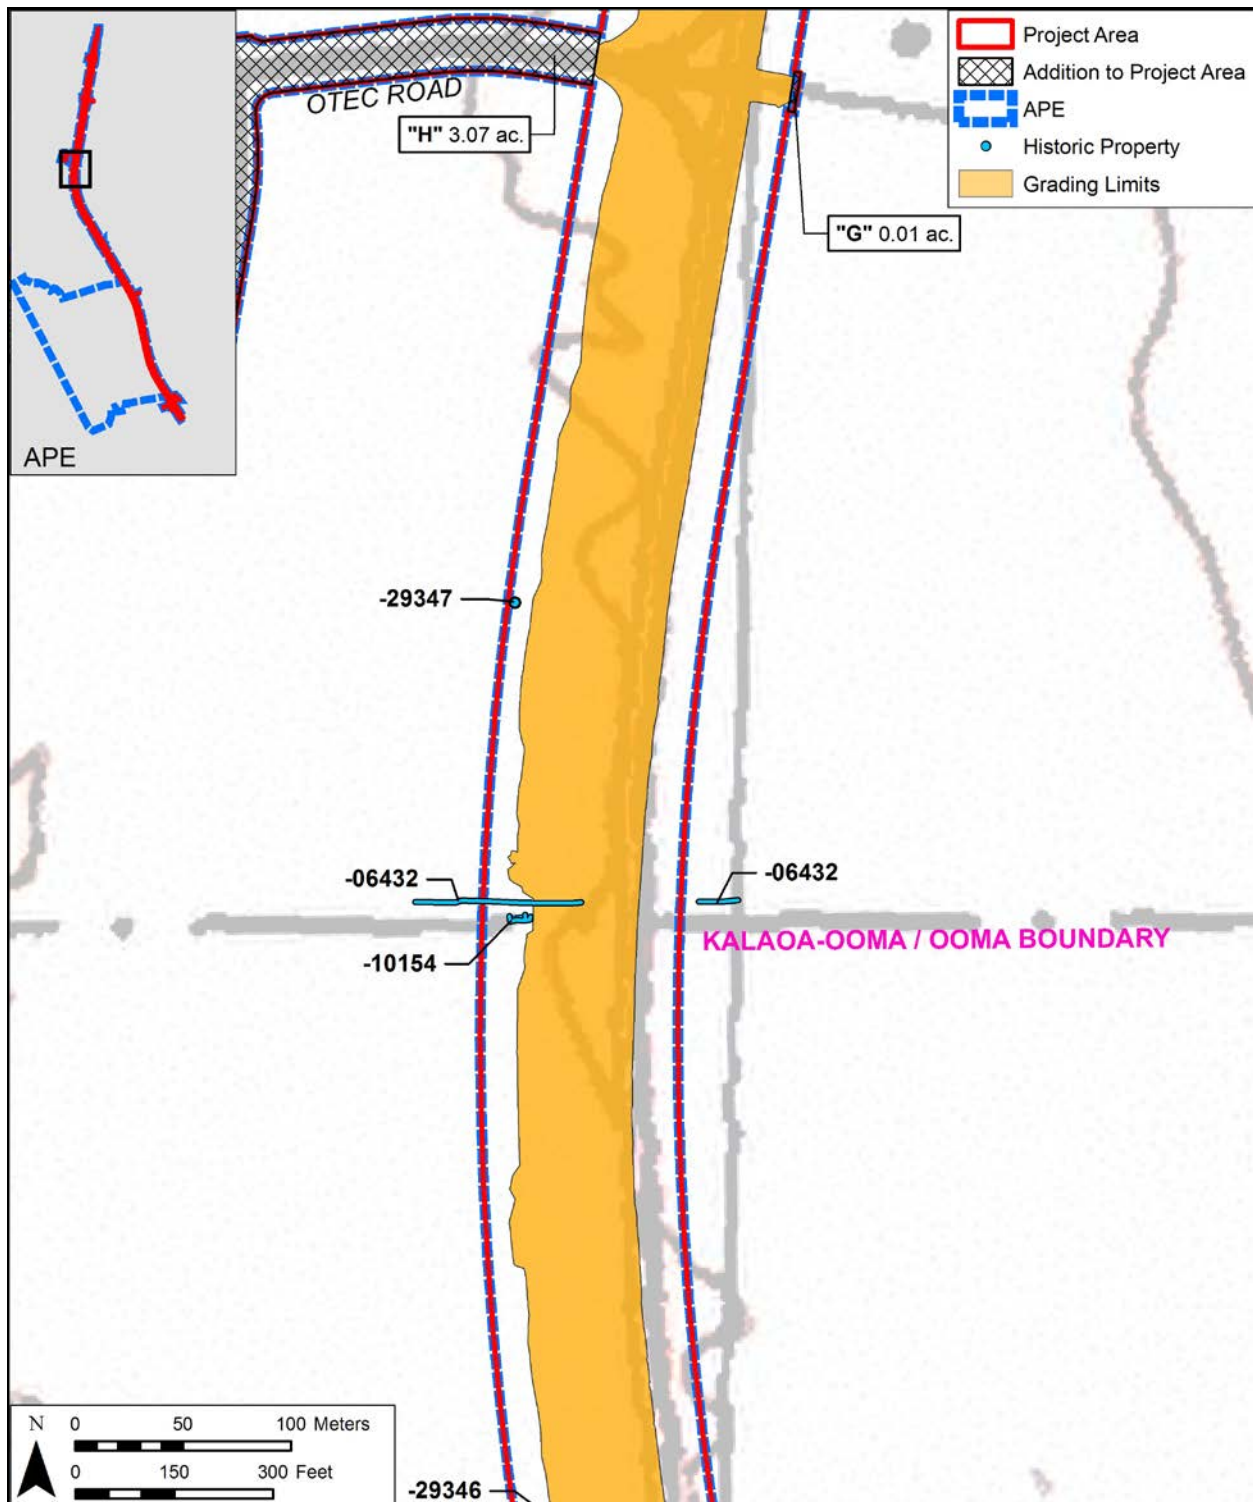 Project Area
Addition to Project Area
APE
Historic Property
Grading Limits
OTEC ROAD
"H" 3.07 ac.
"G" 0.01 ac.
APE
-29347
-06432
-06432
-10154
KALAOA-OOMA / OOMA BOUNDARY
N
0 50 100 Meters
0 150 300 Feet
-29346